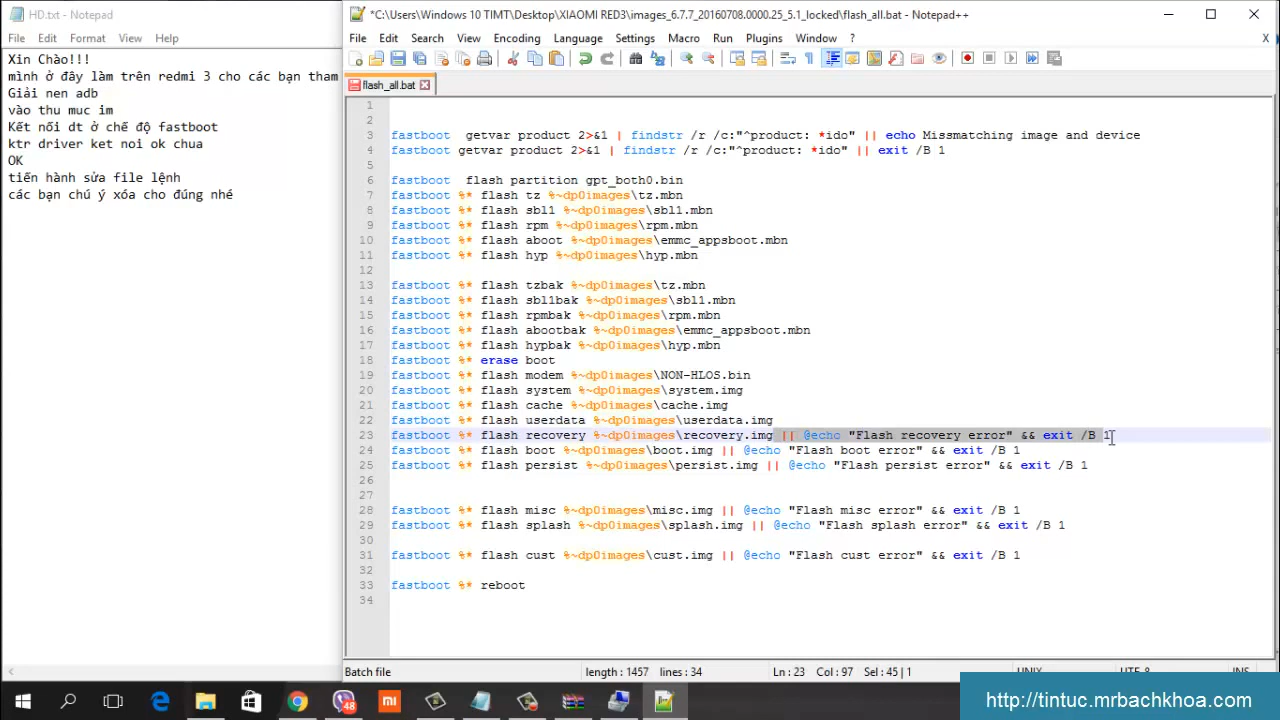 HD.txt - Notepad
File Edit Format View Help
Xin Chào!!!
mình ở đây làm trên redmi 3 cho các bạn tham
Giải nen adb
vào thu muc im
Kết nối dt ở chế độ fastboot
ktr driver ket noi ok chua
OK
tiến hành sửa file lệnh
các bạn chú ý xóa cho đúng nhé
*C:\Users\Windows 10 TIMT\Desktop\XIAOMI RED3\images_6.7.7_20160708.0000.25_5.1_locked\flash_all.bat - Notepad++
File Edit Search View Encoding Language Settings Macro Run Plugins Window ? X
flash_all.bat
1
2
3 fastboot  getvar product 2>&1 | findstr /r /c:"^product: *ido" || echo Missmatching image and device
4 fastboot getvar product 2>&1 | findstr /r /c:"^product: *ido" || exit /B 1
5
6 fastboot  flash partition gpt_both0.bin
7 fastboot %* flash tz %~dp0images\tz.mbn
8 fastboot %* flash sbl1 %~dp0images\sbl1.mbn
9 fastboot %* flash rpm %~dp0images\rpm.mbn
10 fastboot %* flash aboot %~dp0images\emmc_appsboot.mbn
11 fastboot %* flash hyp %~dp0images\hyp.mbn
12
13 fastboot %* flash tzbak %~dp0images\tz.mbn
14 fastboot %* flash sbl1bak %~dp0images\sbl1.mbn
15 fastboot %* flash rpmbak %~dp0images\rpm.mbn
16 fastboot %* flash abootbak %~dp0images\emmc_appsboot.mbn
17 fastboot %* flash hypbak %~dp0images\hyp.mbn
18 fastboot %* erase boot
19 fastboot %* flash modem %~dp0images\NON-HLOS.bin
20 fastboot %* flash system %~dp0images\system.img
21 fastboot %* flash cache %~dp0images\cache.img
22 fastboot %* flash userdata %~dp0images\userdata.img
23 fastboot %* flash recovery %~dp0images\recovery.img || @echo "Flash recovery error" && exit /B 1
24 fastboot %* flash boot %~dp0images\boot.img || @echo "Flash boot error" && exit /B 1
25 fastboot %* flash persist %~dp0images\persist.img || @echo "Flash persist error" && exit /B 1
26
27
28 fastboot %* flash misc %~dp0images\misc.img || @echo "Flash misc error" && exit /B 1
29 fastboot %* flash splash %~dp0images\splash.img || @echo "Flash splash error" && exit /B 1
30
31 fastboot %* flash cust %~dp0images\cust.img || @echo "Flash cust error" && exit /B 1
32
33 fastboot %* reboot
34
Batch file length : 1457 lines : 34 Ln : 23 Col : 97 Sel : 45 | 1 UNIX UTF-8 INS
48
http://tintuc.mrbachkhoa.com/